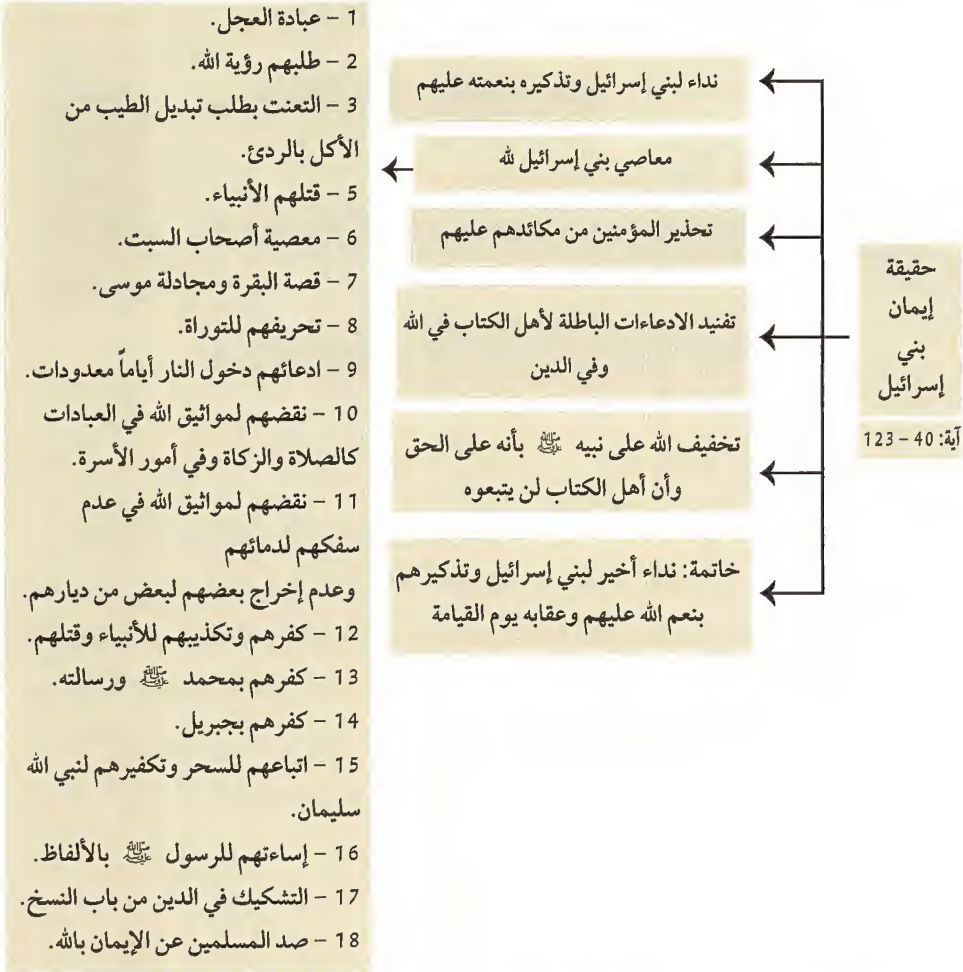 حقيقة
إيمان
بني
إسرائيل
آية: 40 – 123
نداء لبني إسرائيل وتذكيره بنعمته عليهم
معاصي بني إسرائيل لله
تحذير المؤمنين من مكائدهم عليهم
تفنيد الادعاءات الباطلة لأهل الكتاب في الله
وفي الدين
تخفيف الله على نبيه ﷺ بأنه على الحق
وأن أهل الكتاب لن يتبعوه
خاتمة: نداء أخير لبني إسرائيل وتذكيرهم
بنعم الله عليهم وعقابه يوم القيامة
1 – عبادة العجل.
2 – طلبهم رؤية الله.
3 – التعنت بطلب تبديل الطيب من
الأكل بالردئ.
5 – قتلهم الأنبياء.
6 – معصية أصحاب السبت.
7 – قصة البقرة ومجادلة موسى.
8 – تحريفهم للتوراة.
9 – ادعائهم دخول النار أياماً معدودات.
10 – نقضهم لمواثيق الله في العبادات
كالصلاة والزكاة وفي أمور الأسرة.
11 – نقضهم لمواثيق الله في عدم
سفكهم لدمائهم
وعدم إخراج بعضهم لبعض من ديارهم.
12 – كفرهم وتكذيبهم للأنبياء وقتلهم.
13 – كفرهم بمحمد ﷺ ورسالته.
14 – كفرهم بجبريل.
15 – اتباعهم للسحر وتكفيرهم لنبي الله
سليمان.
16 – إساءتهم للرسول ﷺ بالألفاظ.
17 – التشكيك في الدين من باب النسخ.
18 – صد المسلمين عن الإيمان بالله.